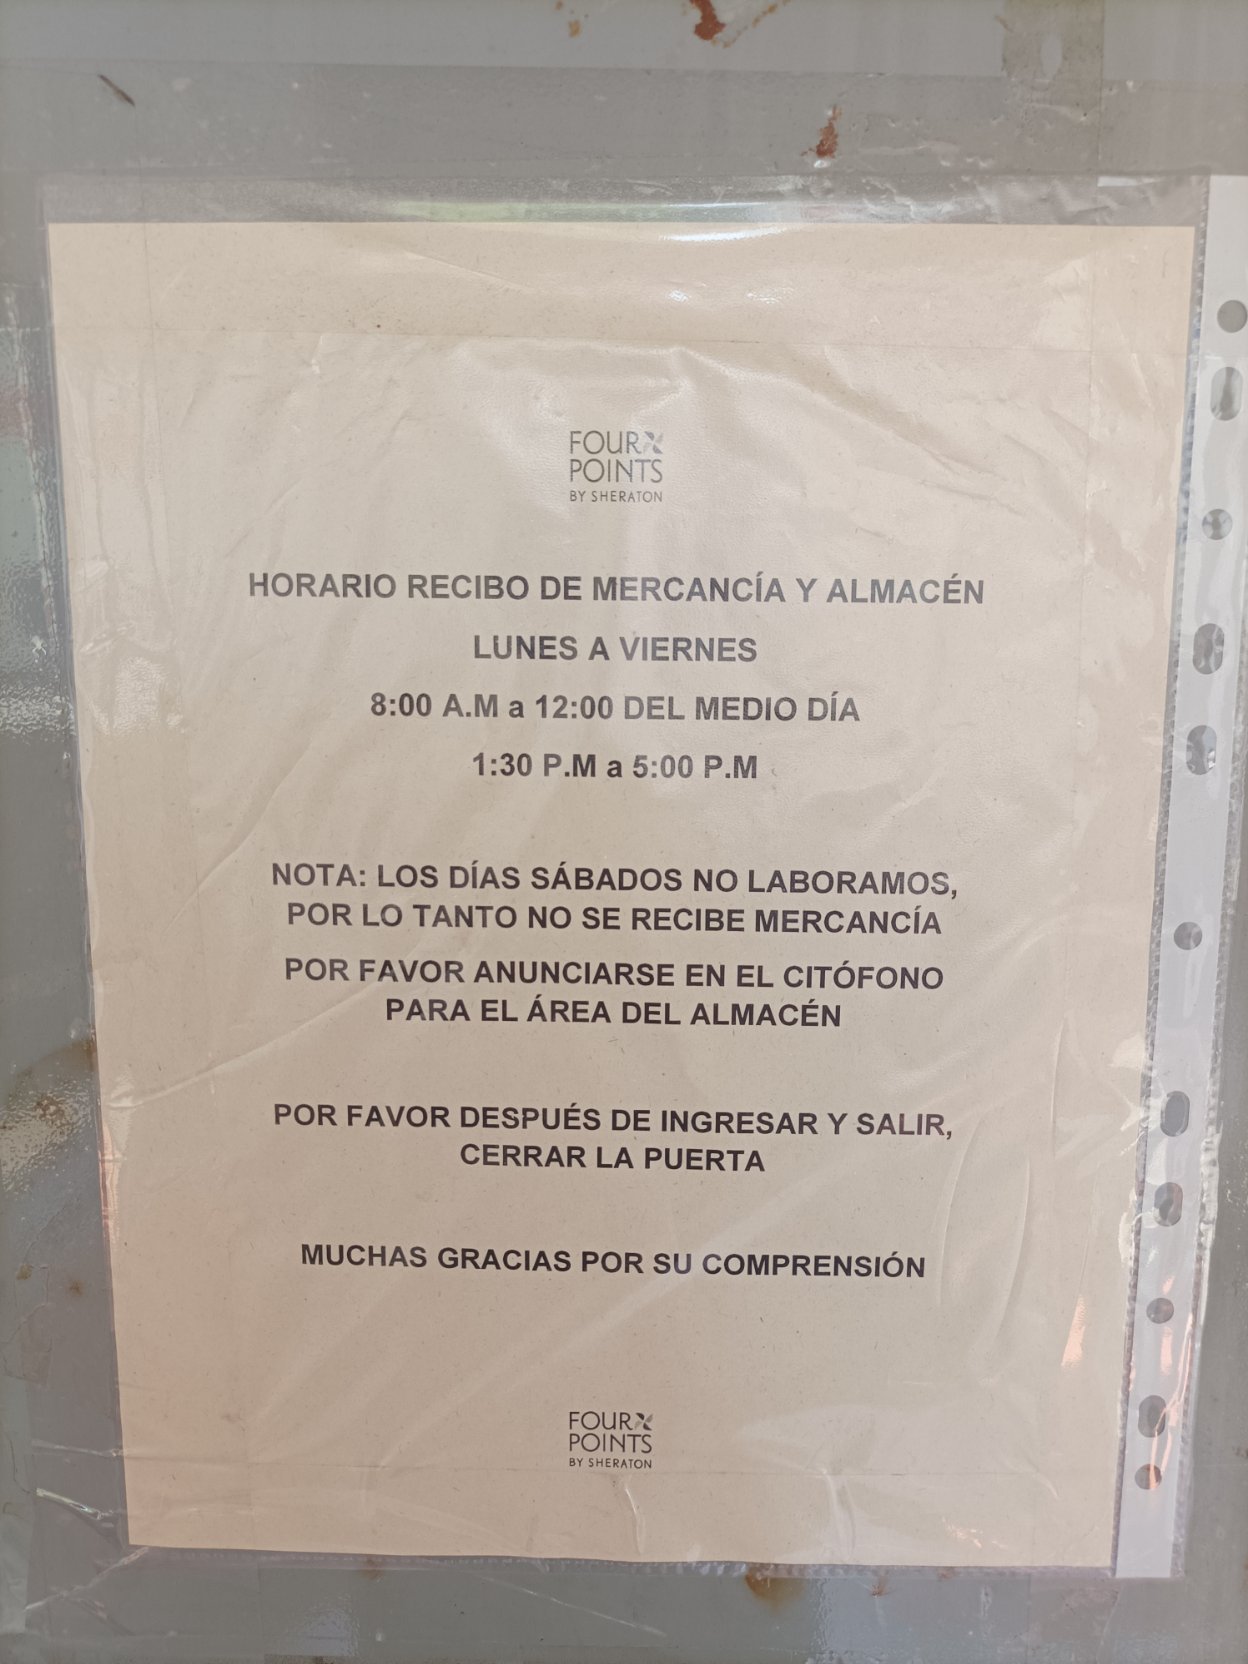 FOUR
POINTS
BY SHERATON
HORARIO RECIBO DE MERCANCÍA Y ALMACÉN
LUNES A VIERNES
8:00 A.M a 12:00 DEL MEDIO DÍA
1:30 P.M a 5:00 P.M
NOTA: LOS DÍAS SÁBADOS NO LABORAMOS,
POR LO TANTO NO SE RECIBE MERCANCÍA
POR FAVOR ANUNCIARSE EN EL CITÓFONO
PARA EL ÁREA DEL ALMACÉN
POR FAVOR DESPUÉS DE INGRESAR Y SALIR,
CERRAR LA PUERTA
MUCHAS GRACIAS POR SU COMPRENSIÓN
FOUR
POINTS
BY SHERATON